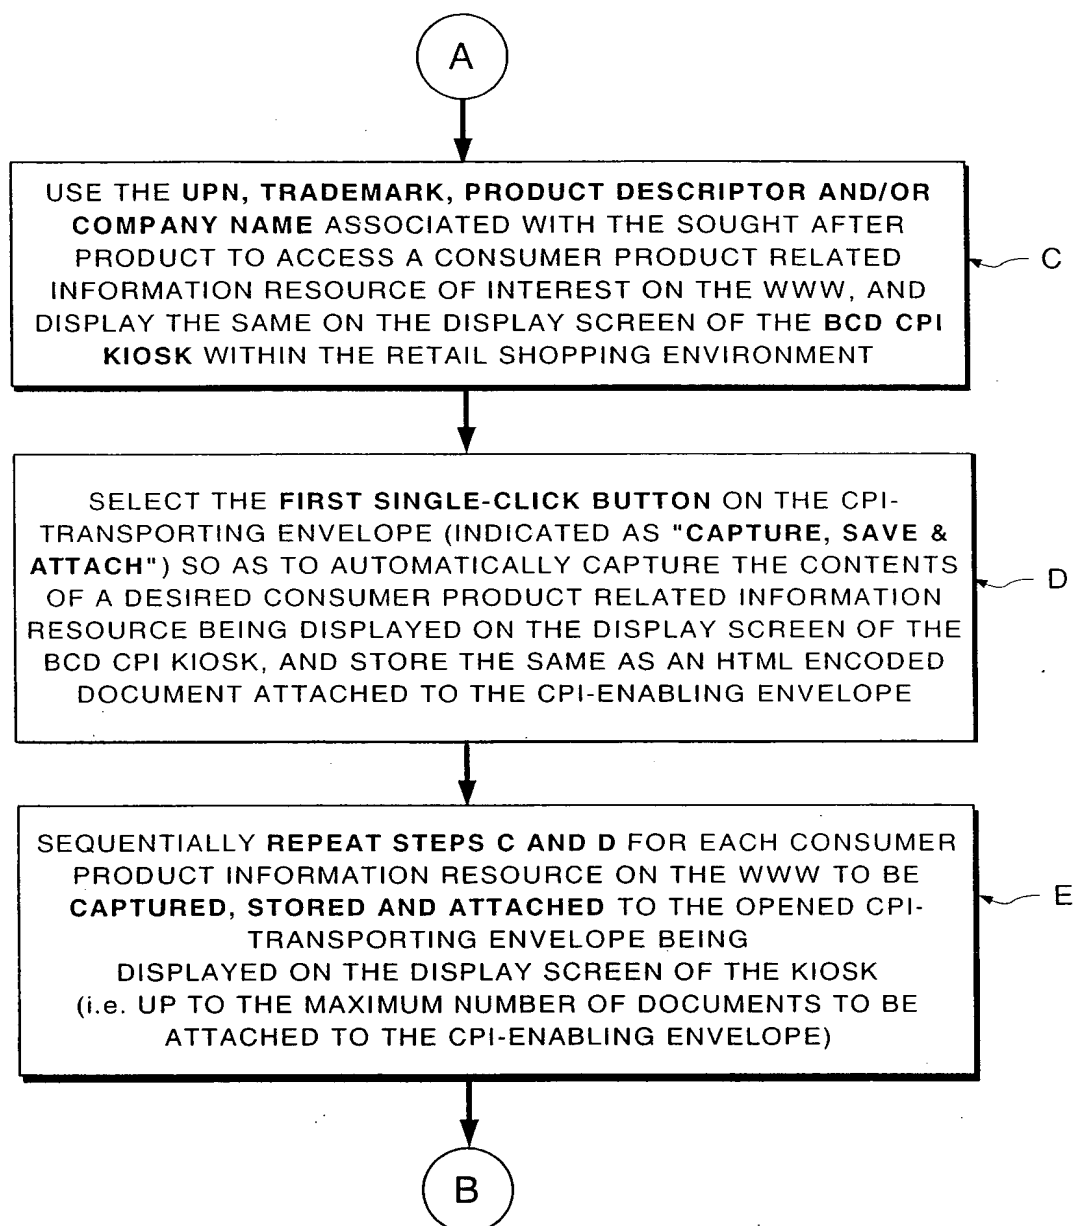 A
USE THE UPN, TRADEMARK, PRODUCT DESCRIPTOR AND/OR
COMPANY NAME ASSOCIATED WITH THE SOUGHT AFTER
PRODUCT TO ACCESS A CONSUMER PRODUCT RELATED
INFORMATION RESOURCE OF INTEREST ON THE WWW, AND
DISPLAY THE SAME ON THE DISPLAY SCREEN OF THE BCD CPI
KIOSK WITHIN THE RETAIL SHOPPING ENVIRONMENT
C
SELECT THE FIRST SINGLE-CLICK BUTTON ON THE CPI-
TRANSPORTING ENVELOPE (INDICATED AS "CAPTURE, SAVE &
ATTACH") SO AS TO AUTOMATICALLY CAPTURE THE CONTENTS
OF A DESIRED CONSUMER PRODUCT RELATED INFORMATION
RESOURCE BEING DISPLAYED ON THE DISPLAY SCREEN OF THE
BCD CPI KIOSK, AND STORE THE SAME AS AN HTML ENCODED
DOCUMENT ATTACHED TO THE CPI-ENABLING ENVELOPE
D
SEQUENTIALLY REPEAT STEPS C AND D FOR EACH CONSUMER
PRODUCT INFORMATION RESOURCE ON THE WWW TO BE
CAPTURED, STORED AND ATTACHED TO THE OPENED CPI-
TRANSPORTING ENVELOPE BEING
DISPLAYED ON THE DISPLAY SCREEN OF THE KIOSK
(i.e. UP TO THE MAXIMUM NUMBER OF DOCUMENTS TO BE
ATTACHED TO THE CPI-ENABLING ENVELOPE)
E
B